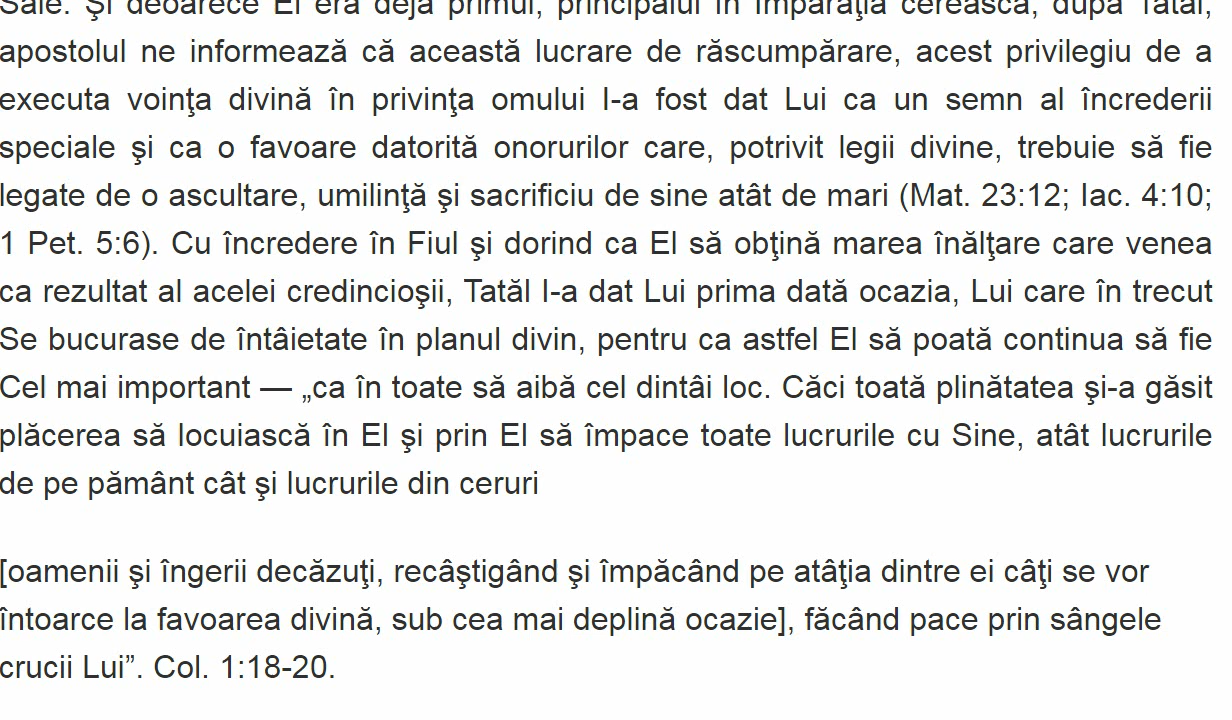 Sale. Şi deoarece El era deja primul, principalul în Împărăţia cerească, după Tatăl,
apostolul ne informează că această lucrare de răscumpărare, acest privilegiu de a
executa voinţa divină în privinţa omului I-a fost dat Lui ca un semn al încrederii
speciale şi ca o favoare datorită onorurilor care, potrivit legii divine, trebuie să fie
legate de o ascultare, umilinţă şi sacrificiu de sine atât de mari (Mat. 23:12; Iac. 4:10;
1 Pet. 5:6). Cu încredere în Fiul şi dorind ca El să obţină marea înălţare care venea
ca rezultat al acelei credincioşii, Tatăl I-a dat Lui prima dată ocazia, Lui care în trecut
Se bucurase de întâietate în planul divin, pentru ca astfel El să poată continua să fie
Cel mai important — „ca în toate să aibă cel dintâi loc. Căci toată plinătatea şi-a găsit
plăcerea să locuiască în El şi prin El să împace toate lucrurile cu Sine, atât lucrurile
de pe pământ cât şi lucrurile din ceruri
[oamenii şi îngerii decăzuţi, recâştigând şi împăcând pe atâţia dintre ei câţi se vor
întoarce la favoarea divină, sub cea mai deplină ocazie], făcând pace prin sângele
crucii Lui”. Col. 1:18-20.